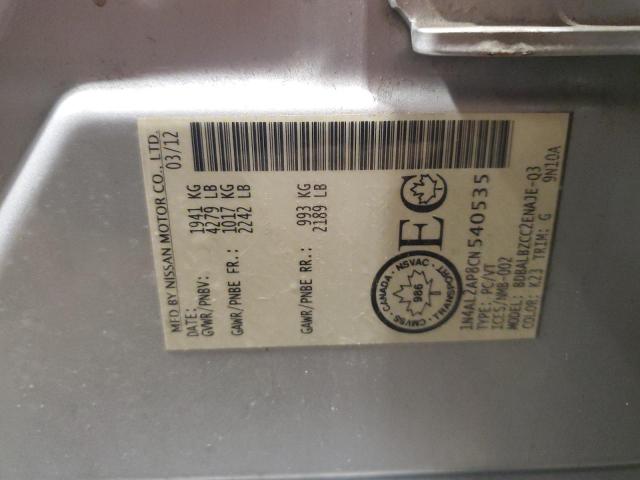 MFD BY NISSAN MOTOR CO., LTD.
DATE: 03/12
GVWR/PNBV: 1941 KG
4279 LB
GAWR/PNBE FR: 1017 KG
2242 LB
GAWR/PNBE RR: 993 KG
2189 LB
EC
CANADA · NSVAC · TRANSPORT · CMVSS
986
1N4AL2AP8CN540535
TYPE: PC/VT
ICES/NMB-002
MODEL: BDBALBZCC2ENAJE-Q3
COLOR: K23 TRIM: G 9N10A